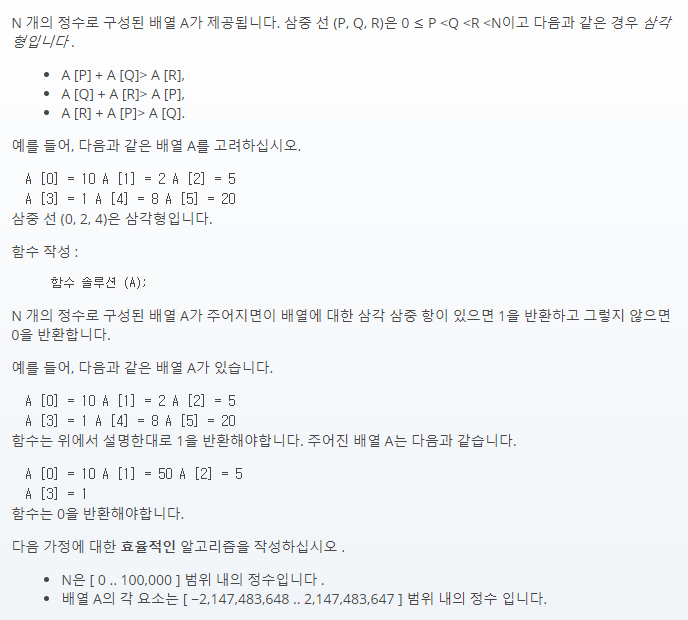 N 개의 정수로 구성된 배열 A가 제공됩니다. 삼중 선 (P, Q, R)은 0 ≤ P <Q <R <N이고 다음과 같은 경우 삼각
형입니다 .
• A [P] + A [Q]> A [R],
• A [Q] + A [R]> A [P],
• A [R] + A [P]> A [Q].
예를 들어, 다음과 같은 배열 A를 고려하십시오.
A [0] = 10 A [1] = 2 A [2] = 5
A [3] = 1 A [4] = 8 A [5] = 20
삼중 선 (0, 2, 4)은 삼각형입니다.
함수 작성 :
함수 솔루션 (A);
N 개의 정수로 구성된 배열 A가 주어지면이 배열에 대한 삼각 삼중 항이 있으면 1을 반환하고 그렇지 않으면
0을 반환합니다.
예를 들어, 다음과 같은 배열 A가 있습니다.
A [0] = 10 A [1] = 2 A [2] = 5
A [3] = 1 A [4] = 8 A [5] = 20
함수는 위에서 설명한대로 1을 반환해야합니다. 주어진 배열 A는 다음과 같습니다.
A [0] = 10 A [1] = 50 A [2] = 5
A [3] = 1
함수는 0을 반환해야합니다.
다음 가정에 대한 효율적인 알고리즘을 작성하십시오 .
• N은 [ 0 .. 100,000 ] 범위 내의 정수입니다 .
• 배열 A의 각 요소는 [ −2,147,483,648 .. 2,147,483,647 ] 범위 내의 정수 입니다.